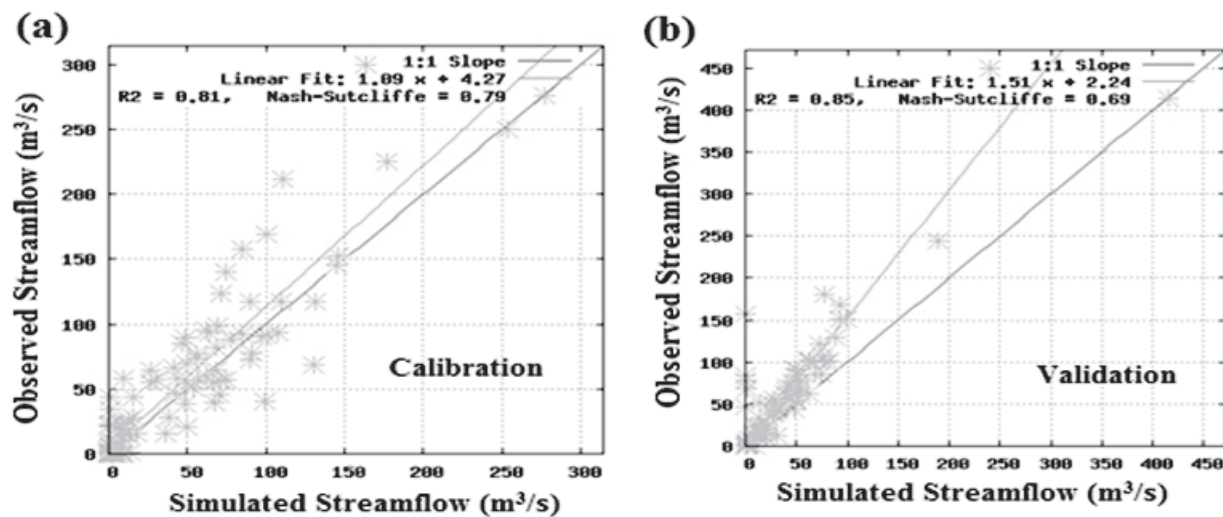 (a)
Observed Streamflow (m³/s)
300
250
200
150
100
50
0
1:1 Slope
Linear Fit: 1.09 x + 4.27
R2 = 0.81, Nash-Sutcliffe = 0.79
Calibration
0 50 100 150 200 250 300
Simulated Streamflow (m³/s)
(b)
Observed Streamflow (m³/s)
450
400
350
300
250
200
150
100
50
0
1:1 Slope
Linear Fit: 1.51 x + 2.24
R2 = 0.85, Nash-Sutcliffe = 0.69
Validation
0 50 100 150 200 250 300 350 400 450
Simulated Streamflow (m³/s)